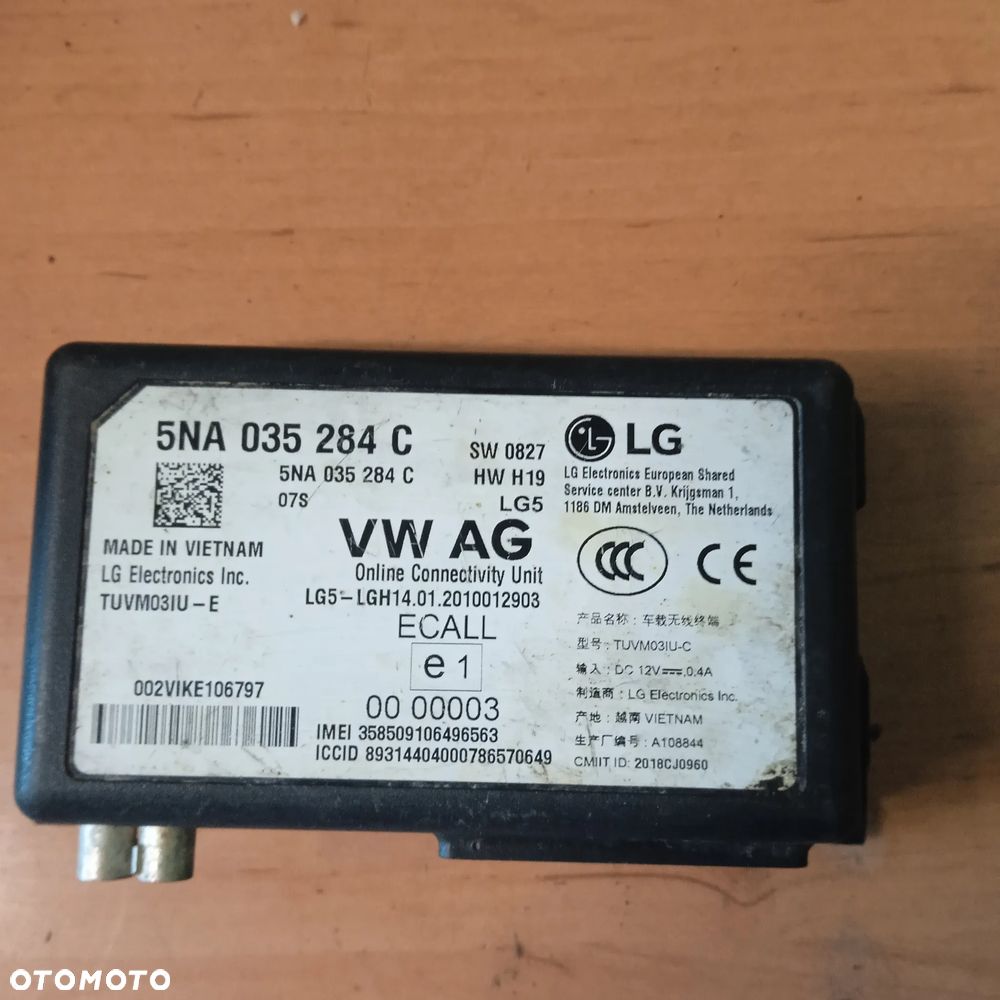 5NA 035 284 C
5NA 035 284 C
07S
SW 0827
HW H19
LG5
VW AG
Online Connectivity Unit
LG5-LGH14.01.2010012903
ECALL
e 1
00 00003
IMEI 358509106496563
ICCID 89314404000786570649
MADE IN VIETNAM
LG Electronics Inc.
TUVM03IU-E
002VIKE106797
LG
LG Electronics European Shared
Service center B.V. Krijgsman 1,
1186 DM Amstelveen, The Netherlands
CCC CE
产品名称: 车载无线终端
型号: TUVM03IU-C
输入: DC 12V⎓, 0.4A
制造商: LG Electronics Inc.
产地: 越南 VIETNAM
生产厂编号: A108844
CMIIT ID: 2018CJ0960
OTOMOTO